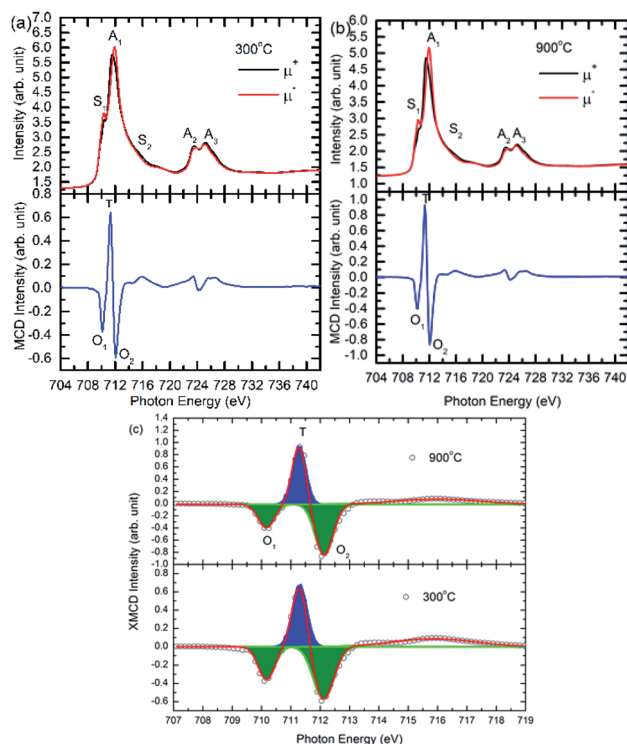 (a)
300°C
μ+
μ-
S1
A1
S2
A2
A3
Intensity (arb. unit)
6.0
5.5
5.0
4.5
4.0
3.5
3.0
2.5
2.0
1.5
T
O1
O2
MCD Intensity (arb. unit)
0.6
0.4
0.2
0.0
-0.2
-0.4
-0.6
704 708 712 716 720 724 728 732 736 740
Photon Energy (eV)
(b)
900°C
μ+
μ-
S1
A1
S2
A2
A3
Intensity (arb. unit)
6.0
5.5
5.0
4.5
4.0
3.5
3.0
2.5
2.0
1.5
1.0
T
O1
O2
MCD Intensity (arb. unit)
1.0
0.8
0.6
0.4
0.2
0.0
-0.2
-0.4
-0.6
-0.8
-1.0
704 708 712 716 720 724 728 732 736 740
Photon Energy (eV)
(c)
T
900°C
O1
O2
1.4
1.2
1.0
0.8
0.6
0.4
0.2
0.0
-0.2
-0.4
-0.6
-0.8
-1.0
XMCD Intensity (arb. unit)
300°C
0.8
0.6
0.4
0.2
0.0
-0.2
-0.4
-0.6
707 708 709 710 711 712 713 714 715 716 717 718 719
Photon Energy (eV)